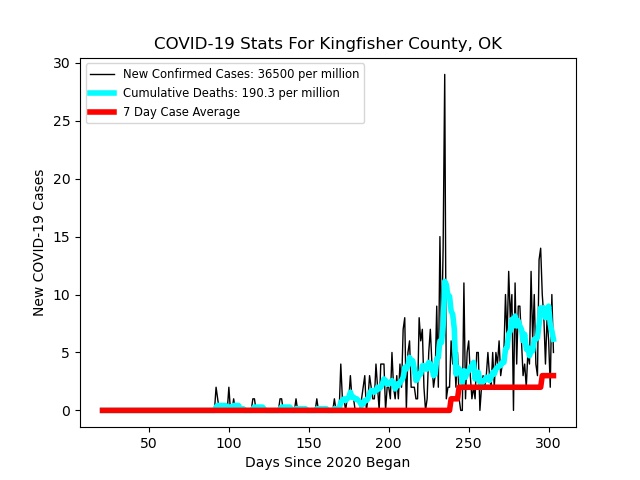 COVID-19 Stats For Kingfisher County, OK
New Confirmed Cases: 36500 per million
Cumulative Deaths: 190.3 per million
7 Day Case Average
30
25
20
15
10
5
0
New COVID-19 Cases
50 100 150 200 250 300
Days Since 2020 Began